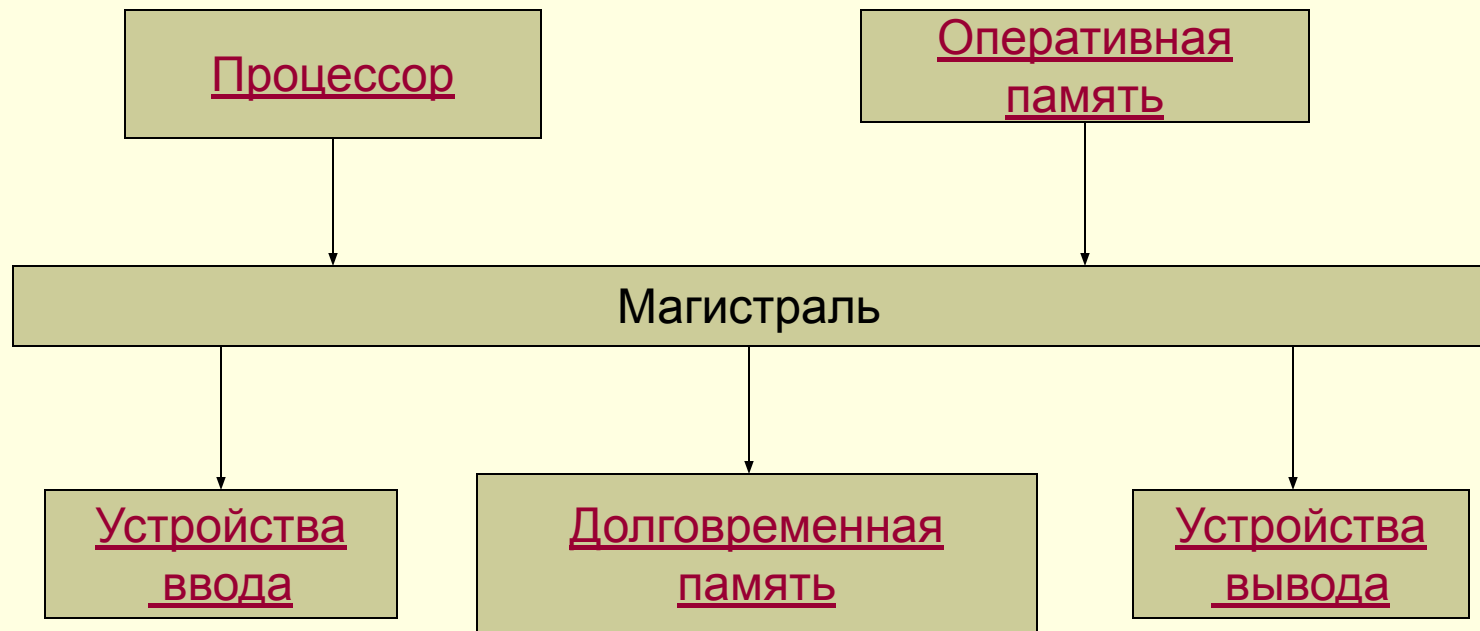 Процессор
Оперативная
память
Магистраль
Устройства
ввода
Долговременная
память
Устройства
вывода